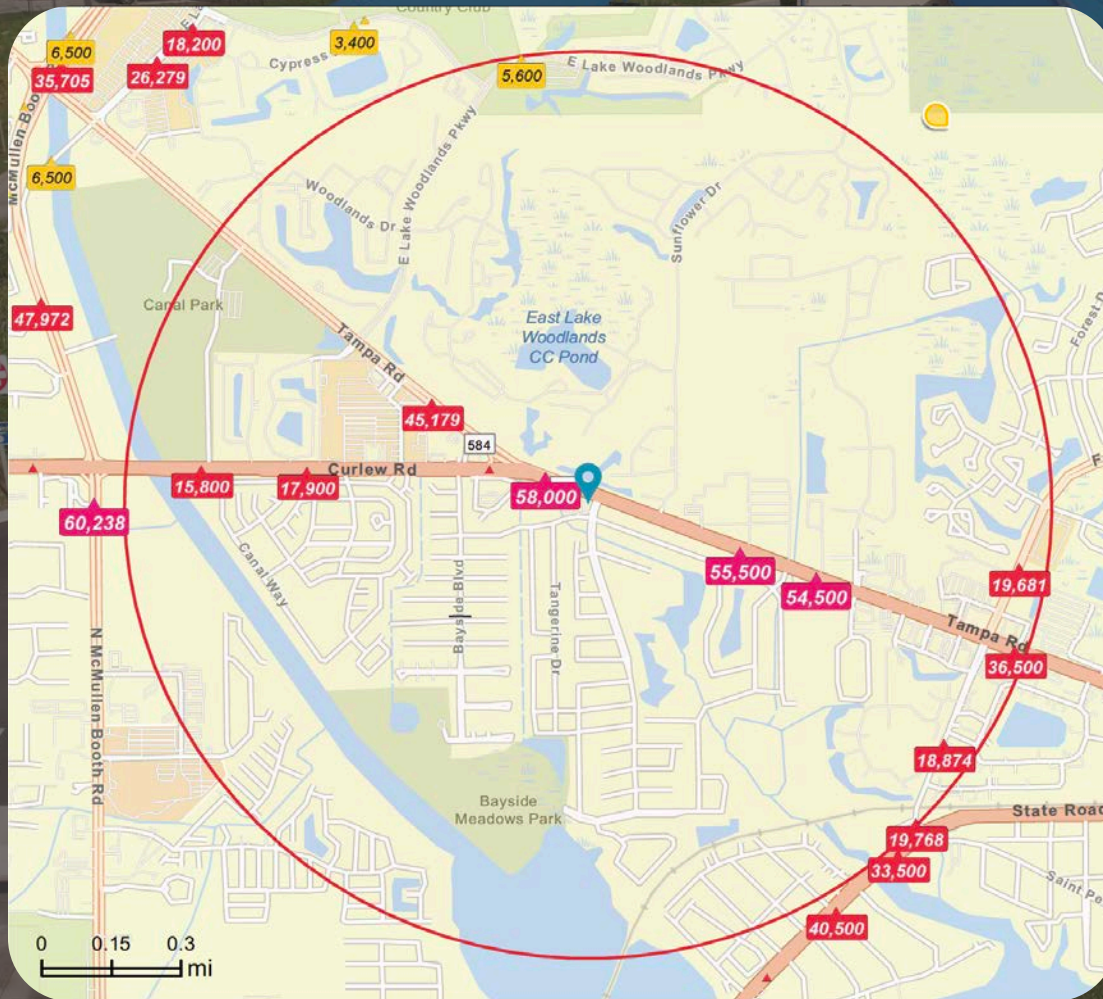 Country Club
18,200
3,400
6,500
Cypress
5,600
E Lake Woodlands Pkwy
35,705
26,279
McMullen Boo
6,500
Woodlands Dr
E Lake Woodlands Pkwy
Sunflower Dr
Canal Park
47,972
East Lake
Woodlands
CC Pond
Forest D
Tampa Rd
45,179
584
Curlew Rd
15,800
17,900
58,000
60,238
55,500
54,500
19,681
Canal Way
Bayside Blvd
Tangerine Dr
Tampa Rd
36,500
N McMullen Booth Rd
18,874
Bayside
Meadows Park
State Road
19,768
33,500
Saint Pe
40,500
0 0.15 0.3
mi